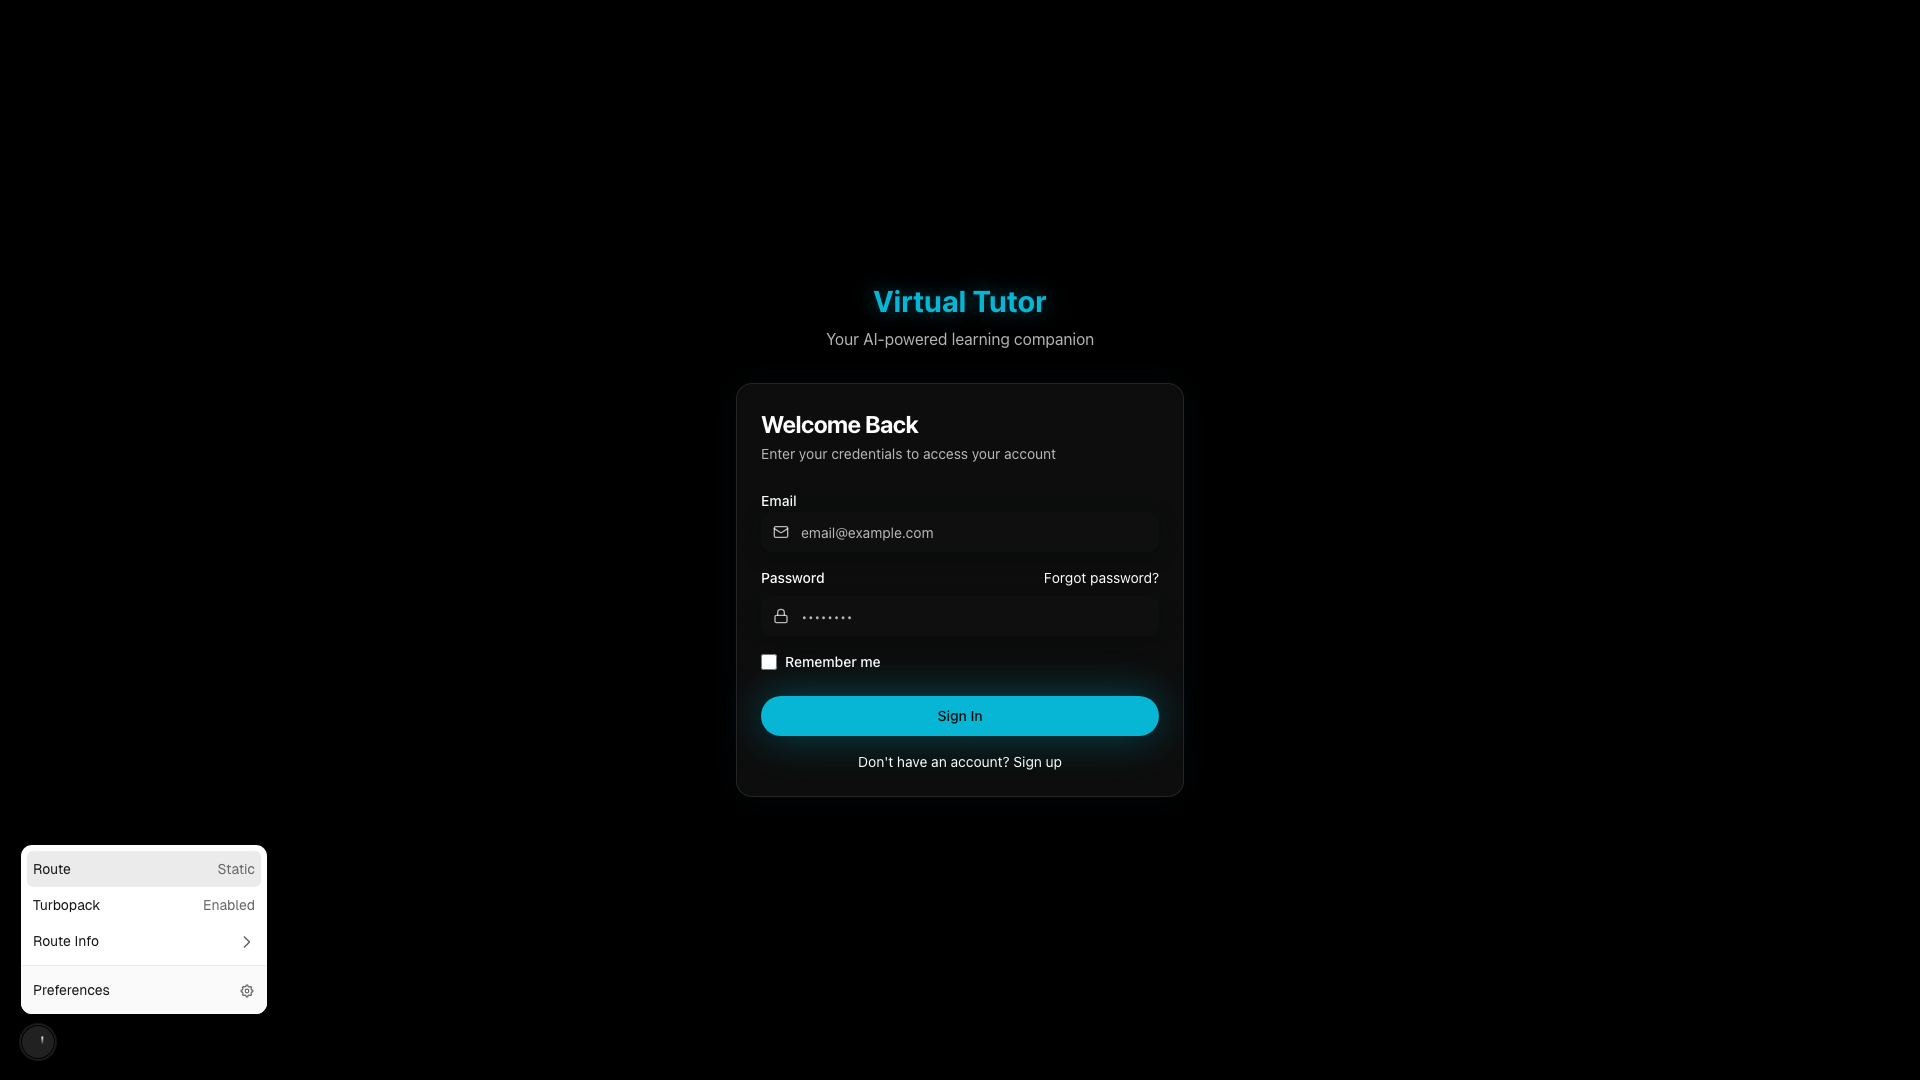 Virtual Tutor
Your AI-powered learning companion
Welcome Back
Enter your credentials to access your account
Email
email@example.com
Password Forgot password?
••••••••
Remember me
Sign In
Don't have an account? Sign up
Route Static
Turbopack Enabled
Route Info
Preferences